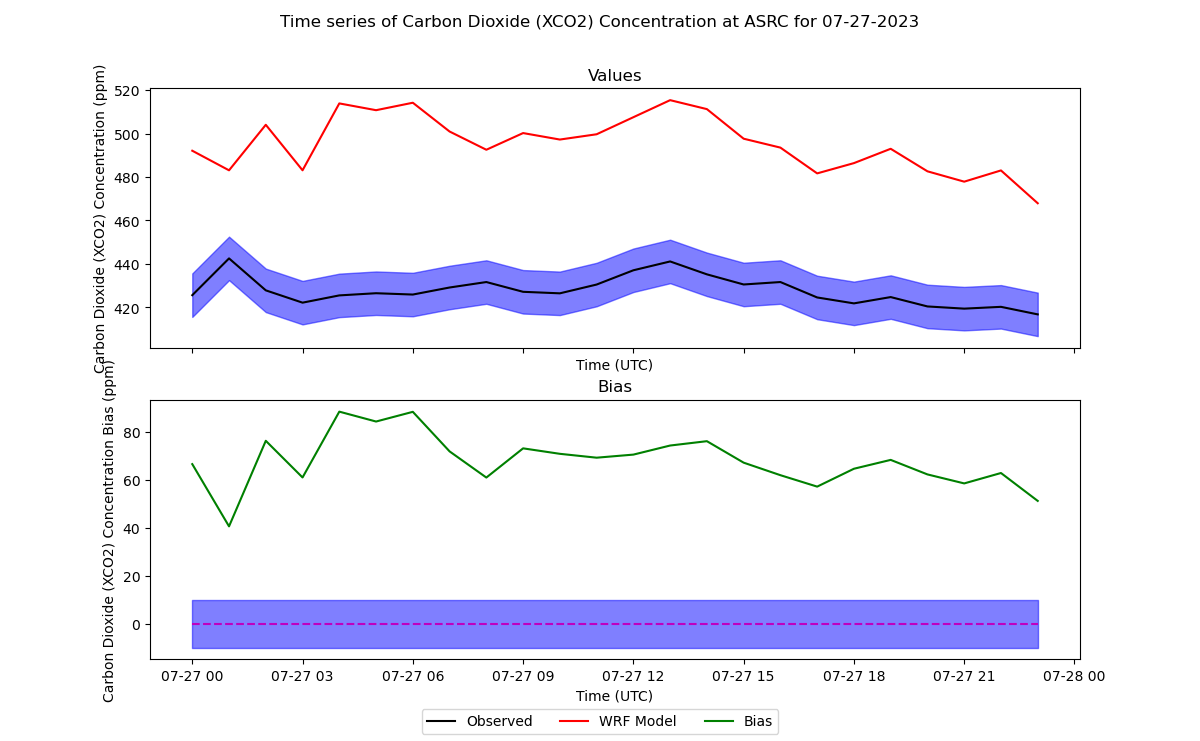 Time series of Carbon Dioxide (XCO2) Concentration at ASRC for 07-27-2023
Values
Carbon Dioxide (XCO2) Concentration (ppm)
520
500
480
460
440
420
Time (UTC)
Bias
Carbon Dioxide (XCO2) Concentration Bias (ppm)
80
60
40
20
0
07-27 00 07-27 03 07-27 06 07-27 09 07-27 12 07-27 15 07-27 18 07-27 21 07-28 00
Time (UTC)
Observed WRF Model Bias